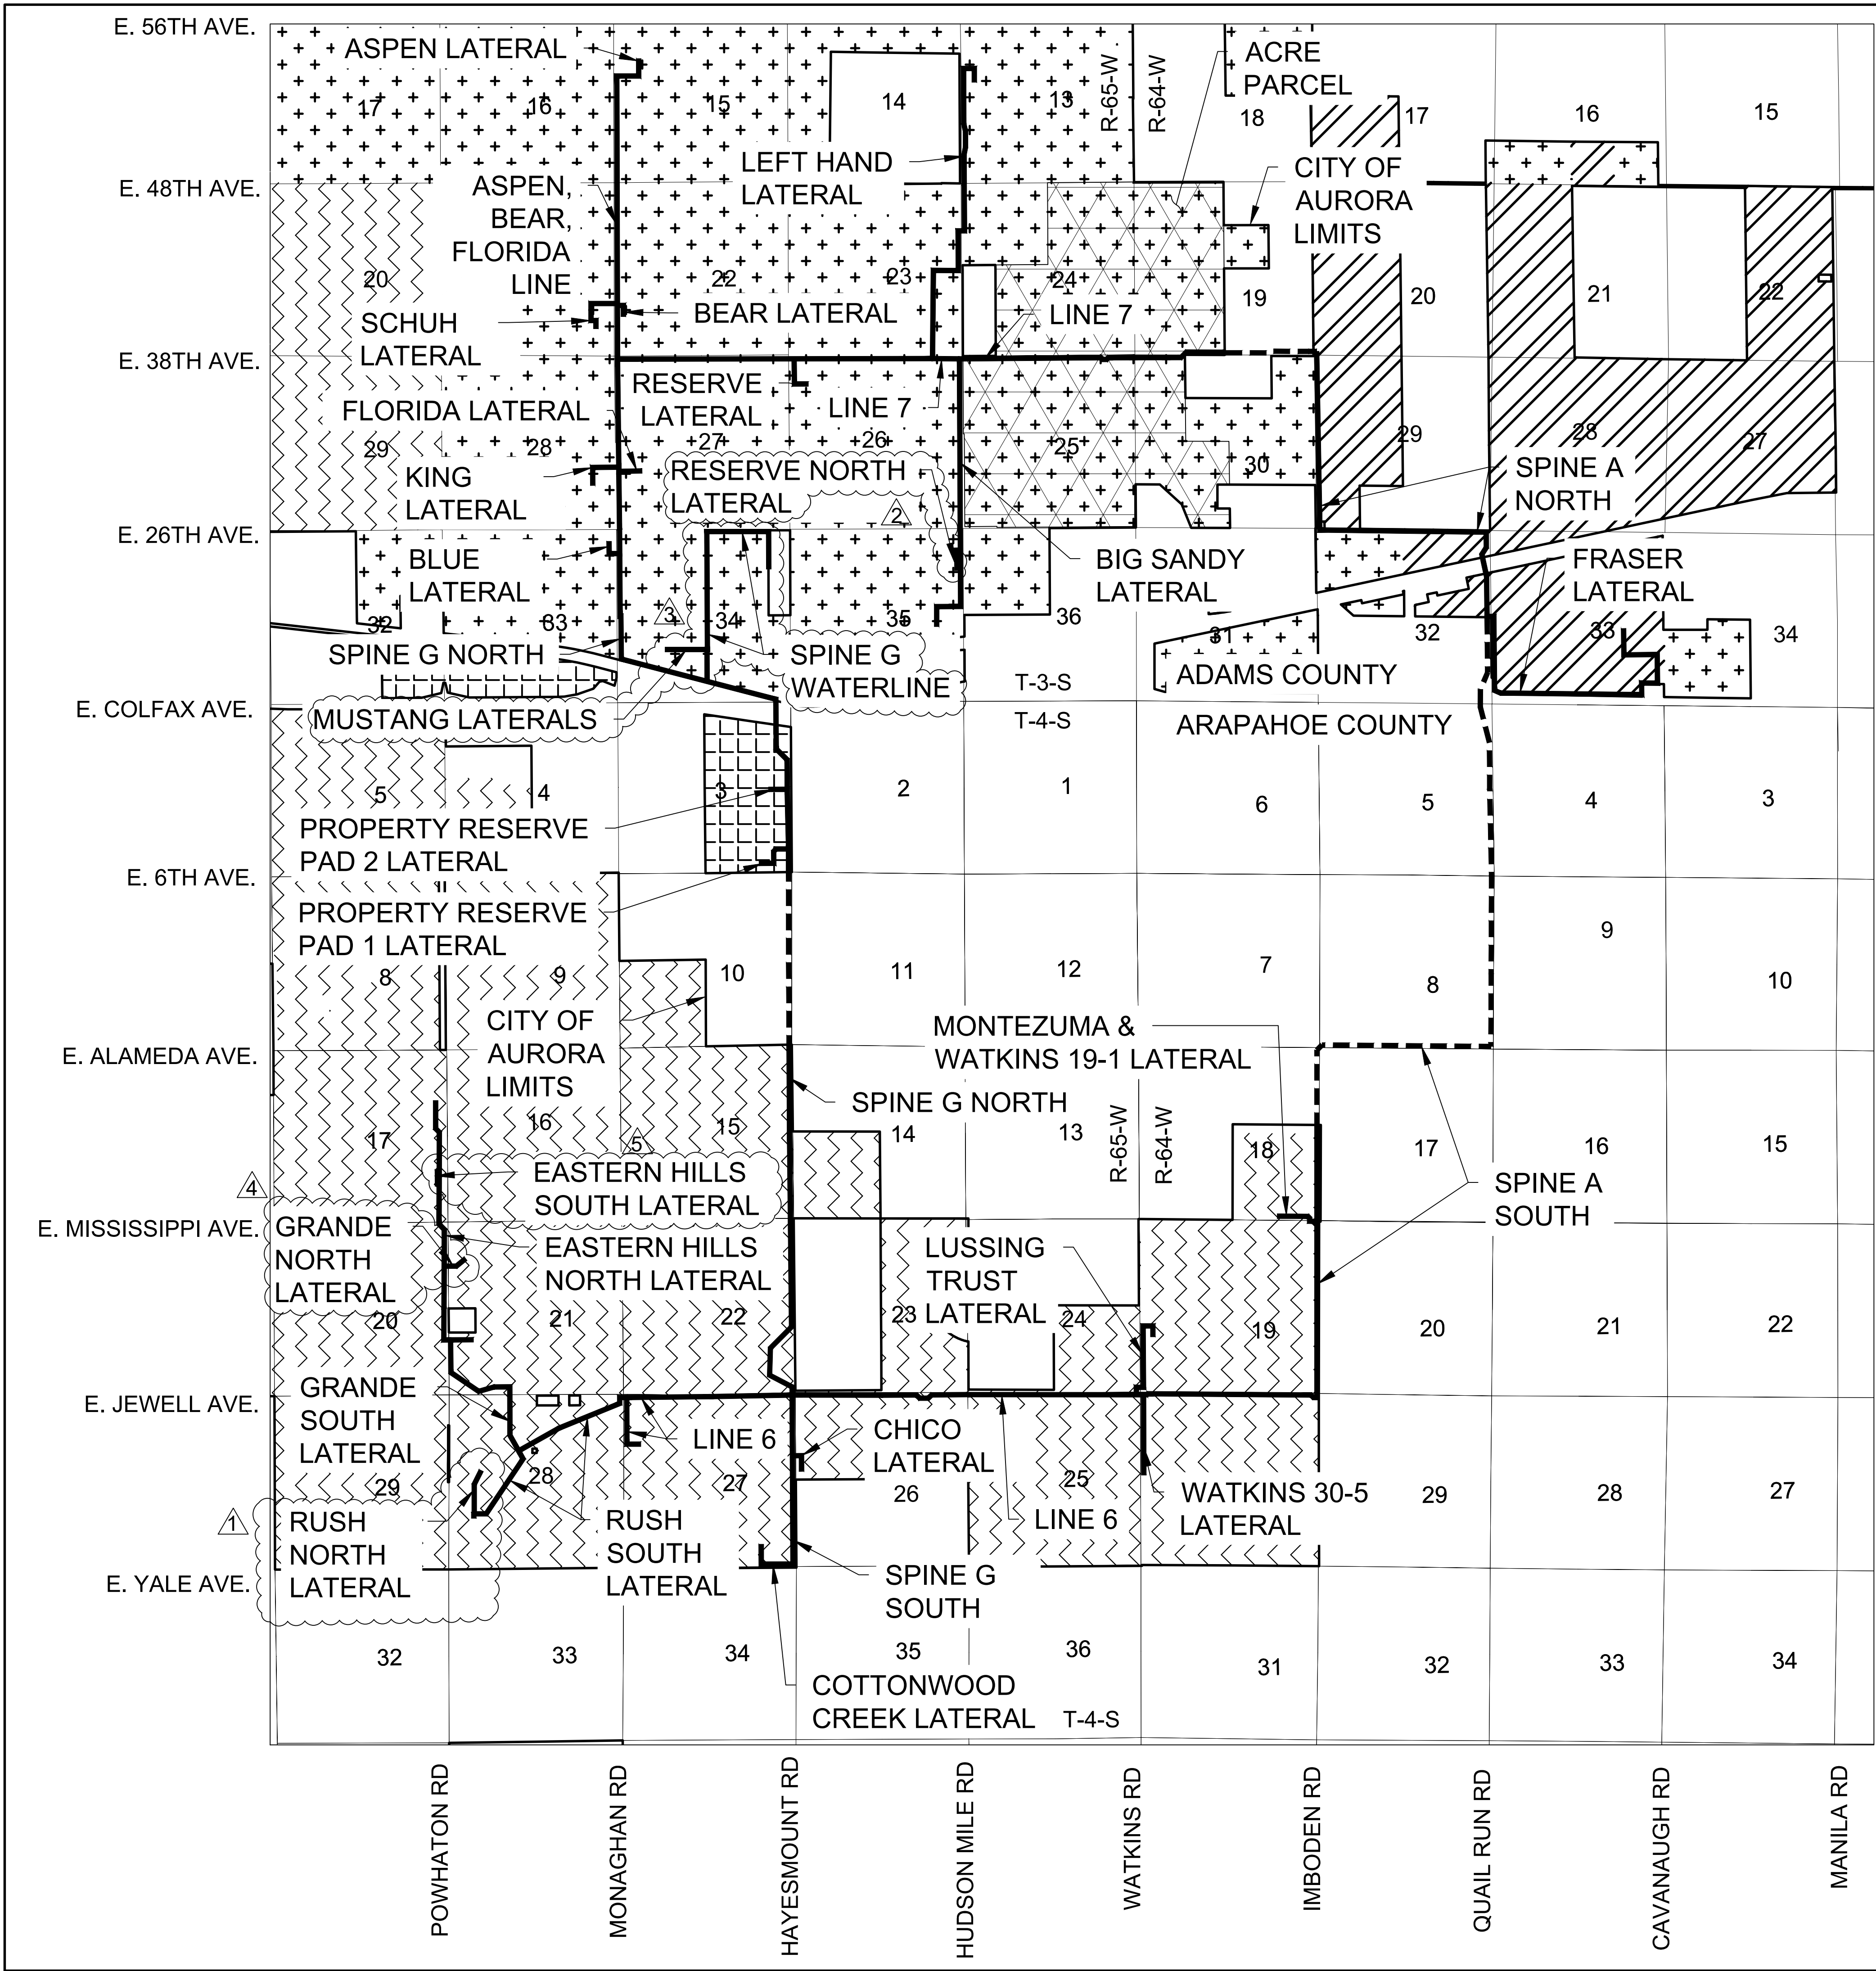 E. 56TH AVE.
ASPEN LATERAL
ACRE
PARCEL
R-65-W
R-64-W
17
16
15
14
13
18
17
16
15
LEFT HAND
LATERAL
CITY OF
AURORA
LIMITS
E. 48TH AVE.
ASPEN,
BEAR,
FLORIDA
LINE
20
22
23
24
19
20
21
22
SCHUH
LATERAL
BEAR LATERAL
LINE 7
E. 38TH AVE.
RESERVE
LATERAL
LINE 7
FLORIDA LATERAL
29
28
27
26
25
30
29
28
27
KING
LATERAL
RESERVE NORTH
LATERAL
2
SPINE A
NORTH
E. 26TH AVE.
BLUE
LATERAL
BIG SANDY
LATERAL
FRASER
LATERAL
32
33
3
34
35
36
31
32
33
34
SPINE G NORTH
SPINE G
WATERLINE
T-3-S
ADAMS COUNTY
E. COLFAX AVE.
MUSTANG LATERALS
T-4-S
ARAPAHOE COUNTY
5
4
3
2
1
6
5
4
3
PROPERTY RESERVE
PAD 2 LATERAL
E. 6TH AVE.
PROPERTY RESERVE
PAD 1 LATERAL
8
9
10
11
12
7
8
9
10
CITY OF
AURORA
LIMITS
MONTEZUMA &
WATKINS 19-1 LATERAL
E. ALAMEDA AVE.
SPINE G NORTH
R-65-W
R-64-W
17
16
5
15
14
13
18
17
16
15
EASTERN HILLS
SOUTH LATERAL
4
SPINE A
SOUTH
E. MISSISSIPPI AVE.
GRANDE
NORTH
LATERAL
EASTERN HILLS
NORTH LATERAL
LUSSING
TRUST
LATERAL
20
21
22
23
24
19
20
21
22
GRANDE
SOUTH
LATERAL
E. JEWELL AVE.
LINE 6
CHICO
LATERAL
29
28
27
26
25
WATKINS 30-5
LATERAL
29
28
27
1
RUSH
NORTH
LATERAL
RUSH
SOUTH
LATERAL
LINE 6
E. YALE AVE.
SPINE G
SOUTH
32
33
34
35
36
31
32
33
34
COTTONWOOD
CREEK LATERAL
T-4-S
POWHATON RD
MONAGHAN RD
HAYESMOUNT RD
HUDSON MILE RD
WATKINS RD
IMBODEN RD
QUAIL RUN RD
CAVANAUGH RD
MANILA RD